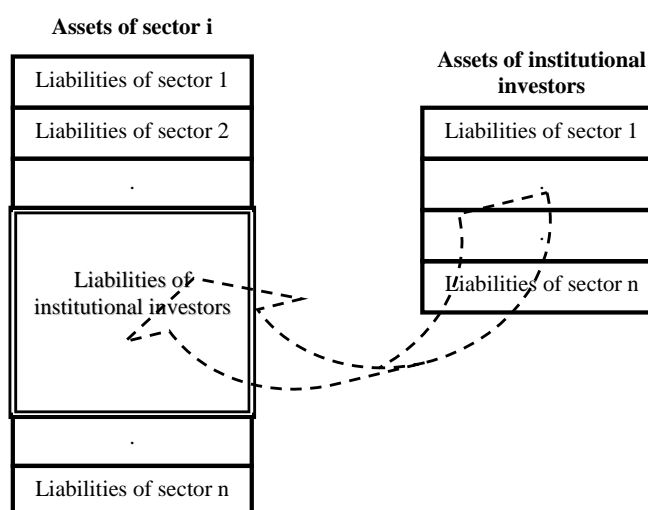 Assets of sector i
Liabilities of sector 1
Liabilities of sector 2
.
Liabilities of
institutional investors
.
Liabilities of sector n
Assets of institutional
investors
Liabilities of sector 1
.
.
Liabilities of sector n